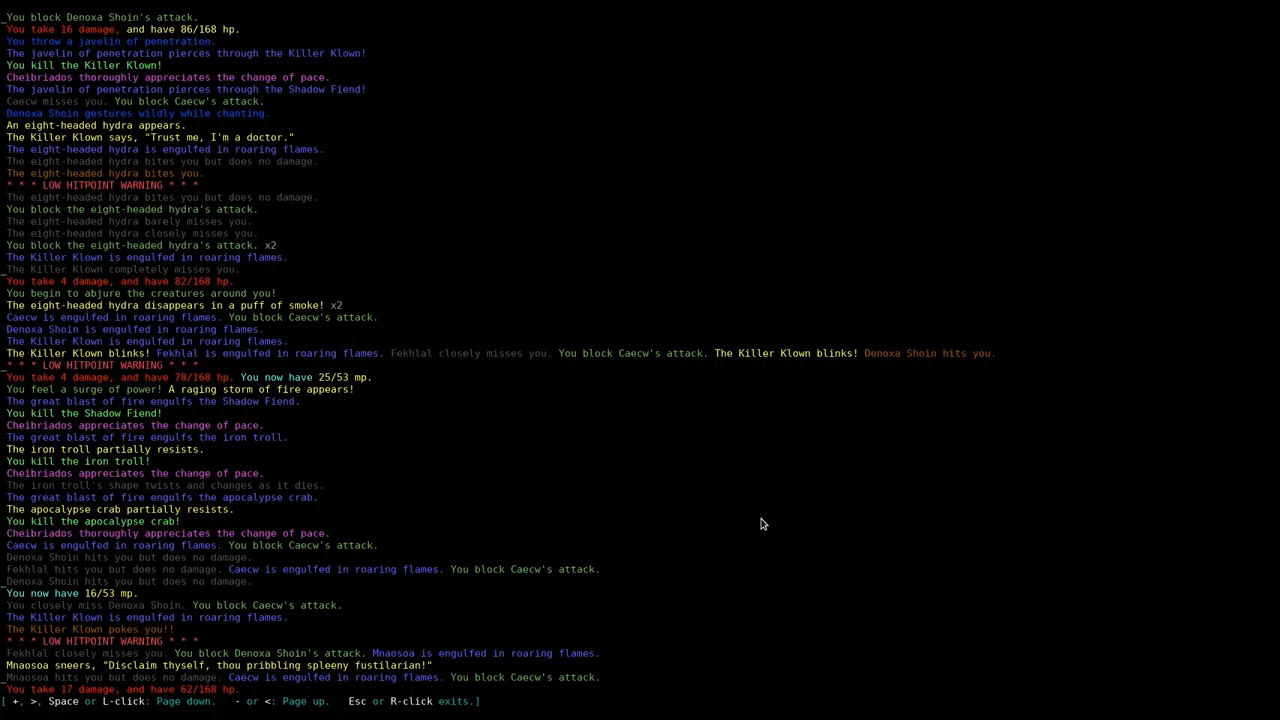 _You block Denoxa Shoin's attack.
You take 16 damage, and have 86/168 hp.
You throw a javelin of penetration.
The javelin of penetration pierces through the Killer Klown!
You kill the Killer Klown!
Cheibriados thoroughly appreciates the change of pace.
The javelin of penetration pierces through the Shadow Fiend!
Caecw misses you. You block Caecw's attack.
Denoxa Shoin gestures wildly while chanting.
An eight-headed hydra appears.
The Killer Klown says, "Trust me, I'm a doctor."
The eight-headed hydra is engulfed in roaring flames.
The eight-headed hydra bites you but does no damage.
The eight-headed hydra bites you.
* * * LOW HITPOINT WARNING * * *
The eight-headed hydra bites you but does no damage.
You block the eight-headed hydra's attack.
The eight-headed hydra barely misses you.
The eight-headed hydra closely misses you.
You block the eight-headed hydra's attack. x2
The Killer Klown is engulfed in roaring flames.
_The Killer Klown completely misses you.
You take 4 damage, and have 82/168 hp.
You begin to abjure the creatures around you!
The eight-headed hydra disappears in a puff of smoke! x2
Caecw is engulfed in roaring flames. You block Caecw's attack.
Denoxa Shoin is engulfed in roaring flames.
The Killer Klown is engulfed in roaring flames.
The Killer Klown blinks! Fekhlal is engulfed in roaring flames. Fekhlal closely misses you. You block Caecw's attack. The Killer Klown blinks! Denoxa Shoin hits you.
_* * * LOW HITPOINT WARNING * * *
You take 4 damage, and have 78/168 hp. You now have 25/53 mp.
You feel a surge of power! A raging storm of fire appears!
The great blast of fire engulfs the Shadow Fiend.
You kill the Shadow Fiend!
Cheibriados appreciates the change of pace.
The great blast of fire engulfs the iron troll.
The iron troll partially resists.
You kill the iron troll!
Cheibriados appreciates the change of pace.
The iron troll's shape twists and changes as it dies.
The great blast of fire engulfs the apocalypse crab.
The apocalypse crab partially resists.
You kill the apocalypse crab!
Cheibriados thoroughly appreciates the change of pace.
Caecw is engulfed in roaring flames. You block Caecw's attack.
Denoxa Shoin hits you but does no damage.
Fekhlal hits you but does no damage. Caecw is engulfed in roaring flames. You block Caecw's attack.
_Denoxa Shoin hits you but does no damage.
You now have 16/53 mp.
You closely miss Denoxa Shoin. You block Caecw's attack.
The Killer Klown is engulfed in roaring flames.
The Killer Klown pokes you!!
* * * LOW HITPOINT WARNING * * *
Fekhlal closely misses you. You block Denoxa Shoin's attack. Mnaosoa is engulfed in roaring flames.
Mnaosoa sneers, "Disclaim thyself, thou pribbling spleeny fustilarian!"
_Mnaosoa hits you but does no damage. Caecw is engulfed in roaring flames. You block Caecw's attack.
You take 17 damage, and have 62/168 hp.
[ +, >, Space or L-click: Page down.   - or <: Page up.   Esc or R-click exits.]